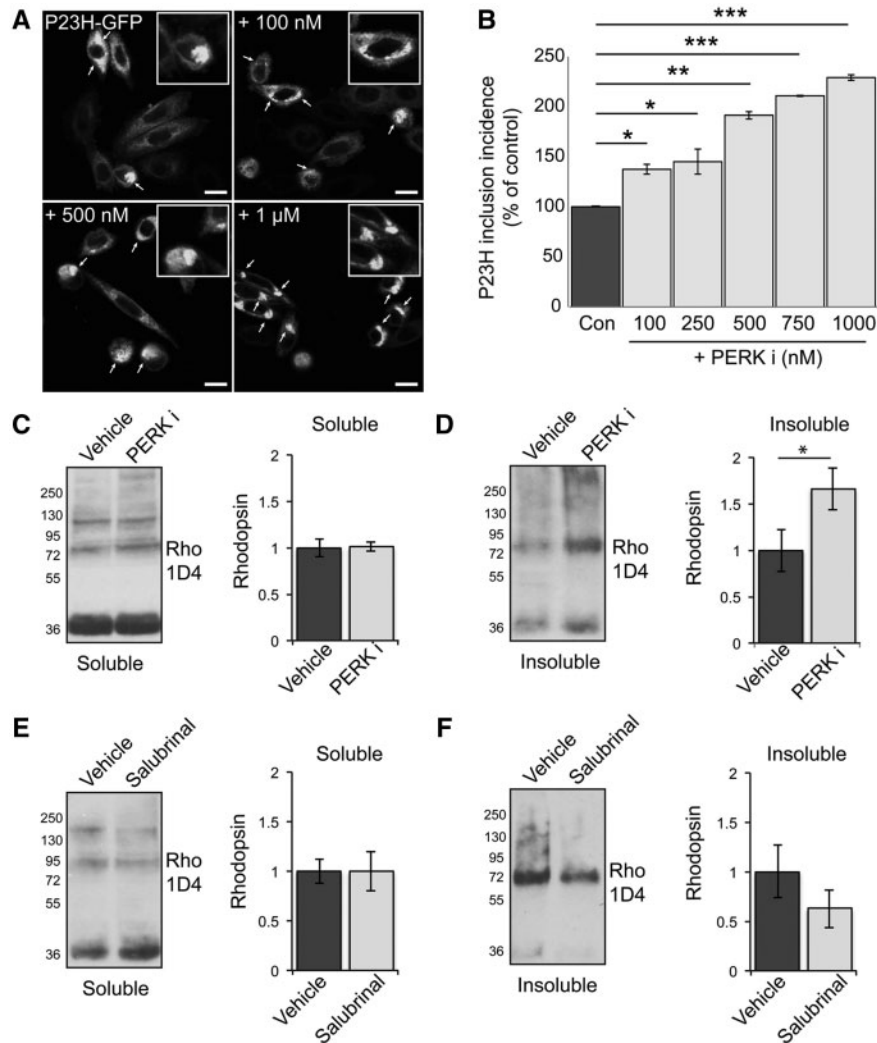 A
P23H-GFP
+ 100 nM
+ 500 nM
+ 1 µM
B
P23H inclusion incidence
(% of control)
250
200
150
100
50
0
***
***
**
*
*
Con
100
250
500
750
1000
+ PERK i (nM)
C
Vehicle
PERK i
250
130
95
72
55
36
Rho
1D4
Soluble
Soluble
Rhodopsin
2
1.5
1
0.5
0
Vehicle
PERK i
D
Vehicle
PERK i
250
130
95
72
55
36
Rho
1D4
Insoluble
Insoluble
Rhodopsin
2
1.5
1
0.5
0
*
Vehicle
PERK i
E
Vehicle
Salubrinal
250
130
95
72
55
36
Rho
1D4
Soluble
Soluble
Rhodopsin
2
1.5
1
0.5
0
Vehicle
Salubrinal
F
Vehicle
Salubrinal
250
130
95
72
55
36
Rho
1D4
Insoluble
Insoluble
Rhodopsin
2
1.5
1
0.5
0
Vehicle
Salubrinal